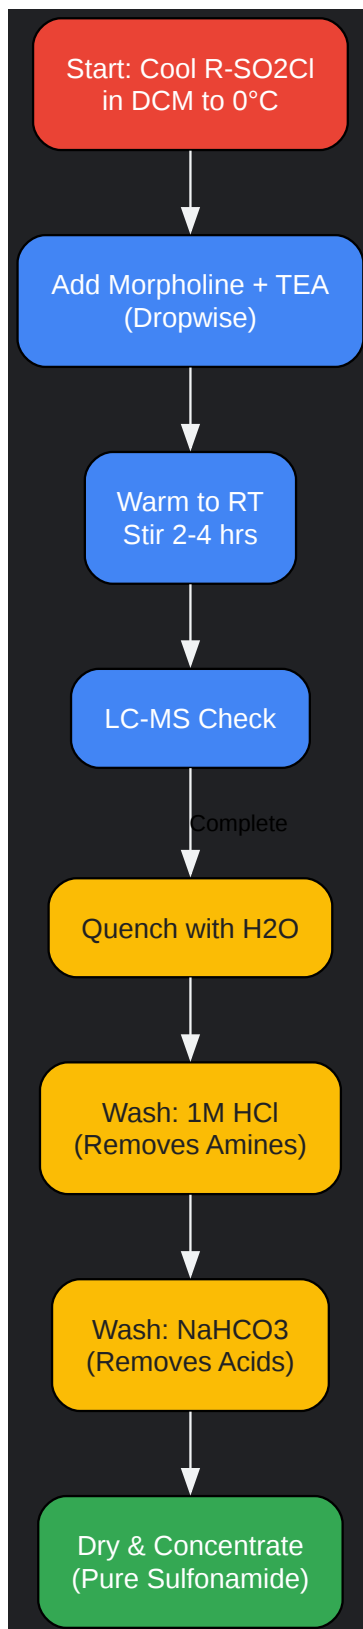 Start: Cool R-SO2Cl
in DCM to 0°C
Add Morpholine + TEA
(Dropwise)
Warm to RT
Stir 2-4 hrs
LC-MS Check
Complete
Quench with H2O
Wash: 1M HCl
(Removes Amines)
Wash: NaHCO3
(Removes Acids)
Dry & Concentrate
(Pure Sulfonamide)